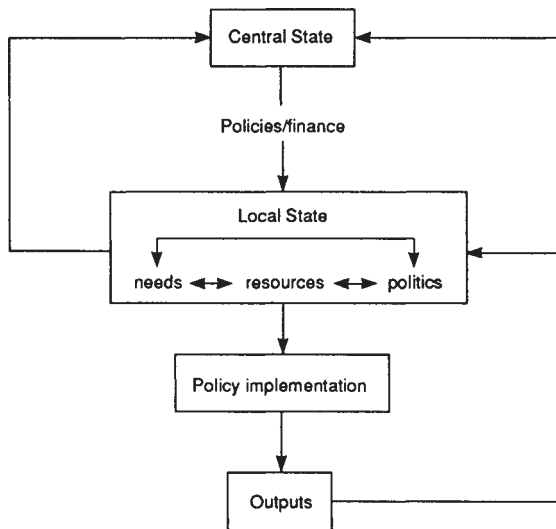 Central State
Policies/finance
Local State
needs resources politics
Policy implementation
Outputs